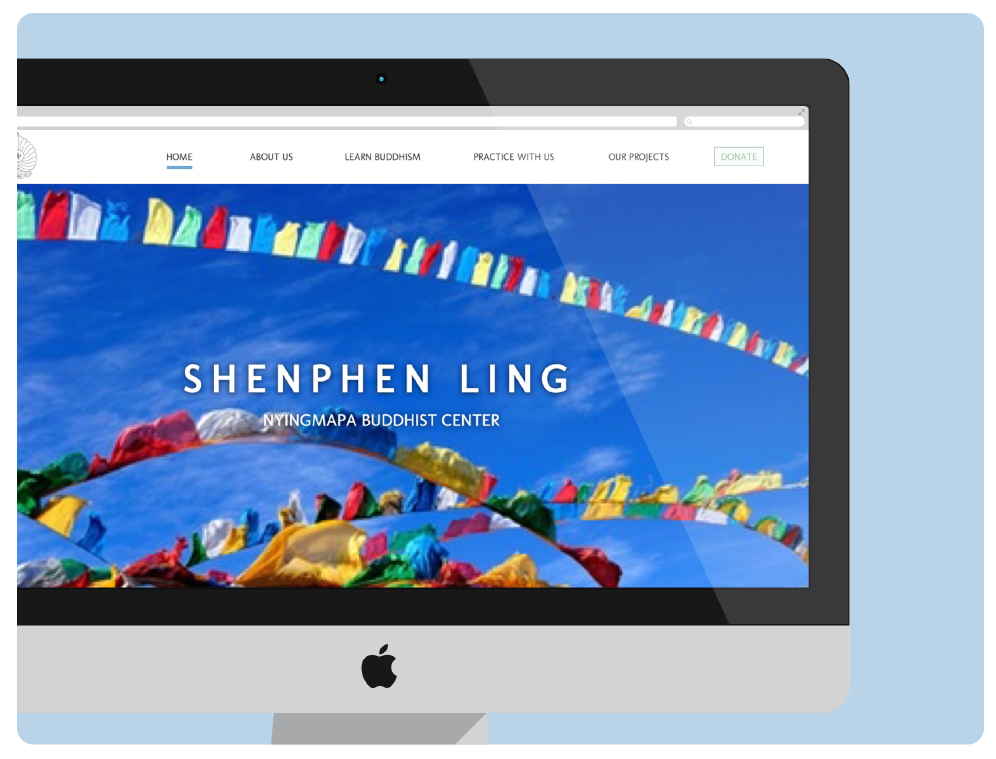 HOME ABOUT US LEARN BUDDHISM PRACTICE WITH US OUR PROJECTS DONATE
SHENPHEN LING
NYINGMAPA BUDDHIST CENTER